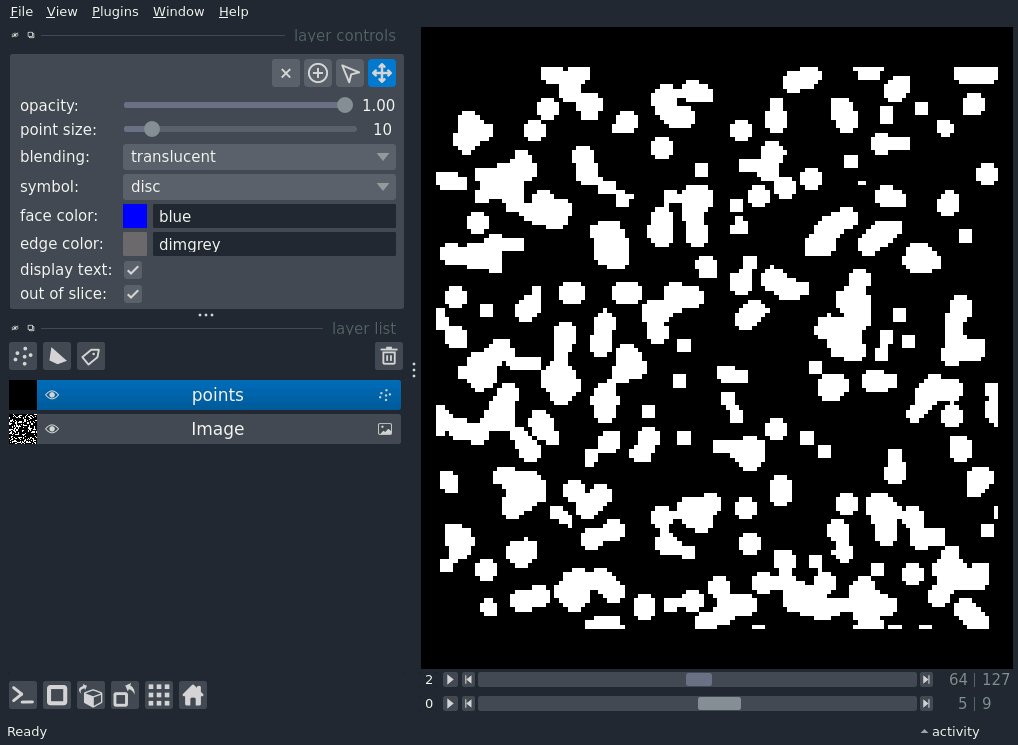 File View Plugins Window Help
layer controls
opacity: 1.00
point size: 10
blending: translucent
symbol: disc
face color: blue
edge color: dimgrey
display text:
out of slice:
layer list
points
Image
2 64 | 127
0 5 | 9
Ready activity